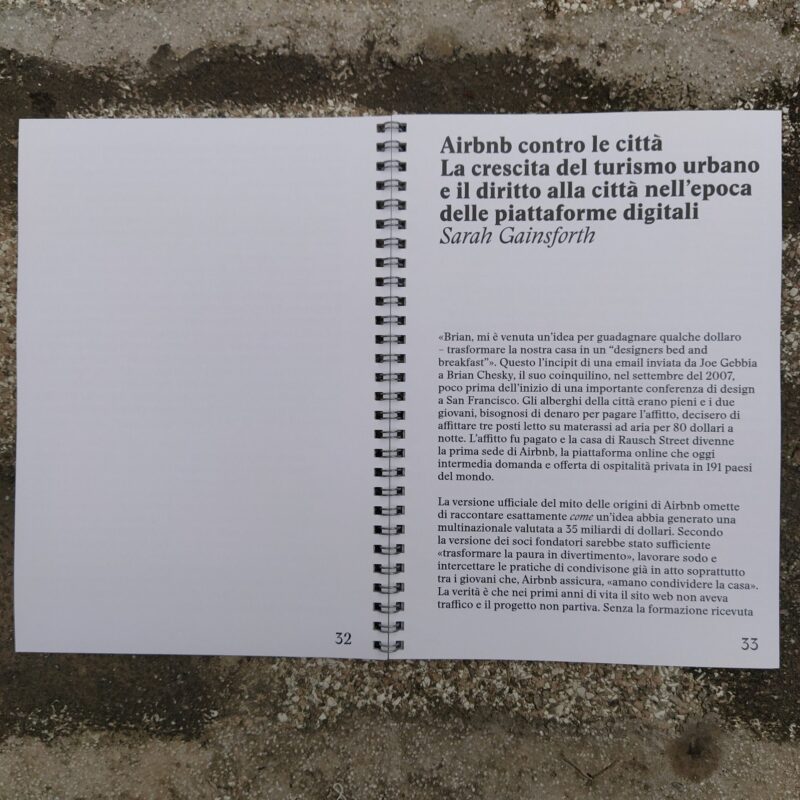 32
Airbnb contro le città
La crescita del turismo urbano
e il diritto alla città nell'epoca
delle piattaforme digitali
Sarah Gainsforth
«Brian, mi è venuta un'idea per guadagnare qualche dollaro
– trasformare la nostra casa in un "designers bed and
breakfast"». Questo l'incipit di una email inviata da Joe Gebbia
a Brian Chesky, il suo coinquilino, nel settembre del 2007,
poco prima dell'inizio di una importante conferenza di design
a San Francisco. Gli alberghi della città erano pieni e i due
giovani, bisognosi di denaro per pagare l'affitto, decisero di
affittare tre posti letto su materassi ad aria per 80 dollari a
notte. L'affitto fu pagato e la casa di Rausch Street divenne
la prima sede di Airbnb, la piattaforma online che oggi
intermedia domanda e offerta di ospitalità privata in 191 paesi
del mondo.
La versione ufficiale del mito delle origini di Airbnb omette
di raccontare esattamente come un'idea abbia generato una
multinazionale valutata a 35 miliardi di dollari. Secondo
la versione dei soci fondatori sarebbe stato sufficiente
«trasformare la paura in divertimento», lavorare sodo e
intercettare le pratiche di condivisone già in atto soprattutto
tra i giovani che, Airbnb assicura, «amano condividere la casa».
La verità è che nei primi anni di vita il sito web non aveva
traffico e il progetto non partiva. Senza la formazione ricevuta
33